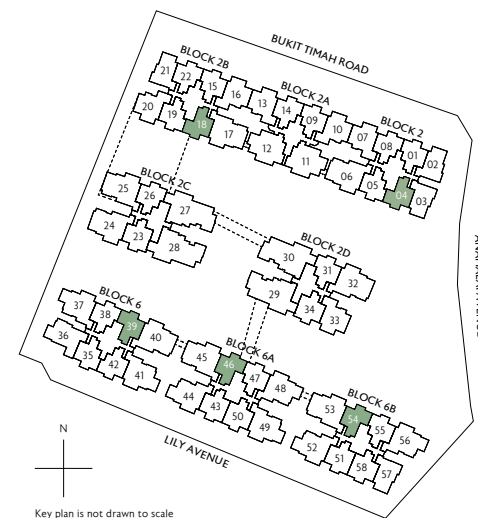 BUKIT TIMAH ROAD
BLOCK 2B
BLOCK 2A
BLOCK 2
21 22 15 16 13 14 09 10 07 08 01 02
20 19 18 17 12 11 06 05 04 03
BLOCK 2C
25 26 27
24 23 28
BLOCK 2D
30 31 32
29 34 33
BLOCK 6
37 38 39 40
36 35 42 41
BLOCK 6A
45 46 47 48
44 43 50 49
BLOCK 6B
53 54 55 56
52 51 58 57
LILY AVENUE
N
Key plan is not drawn to scale